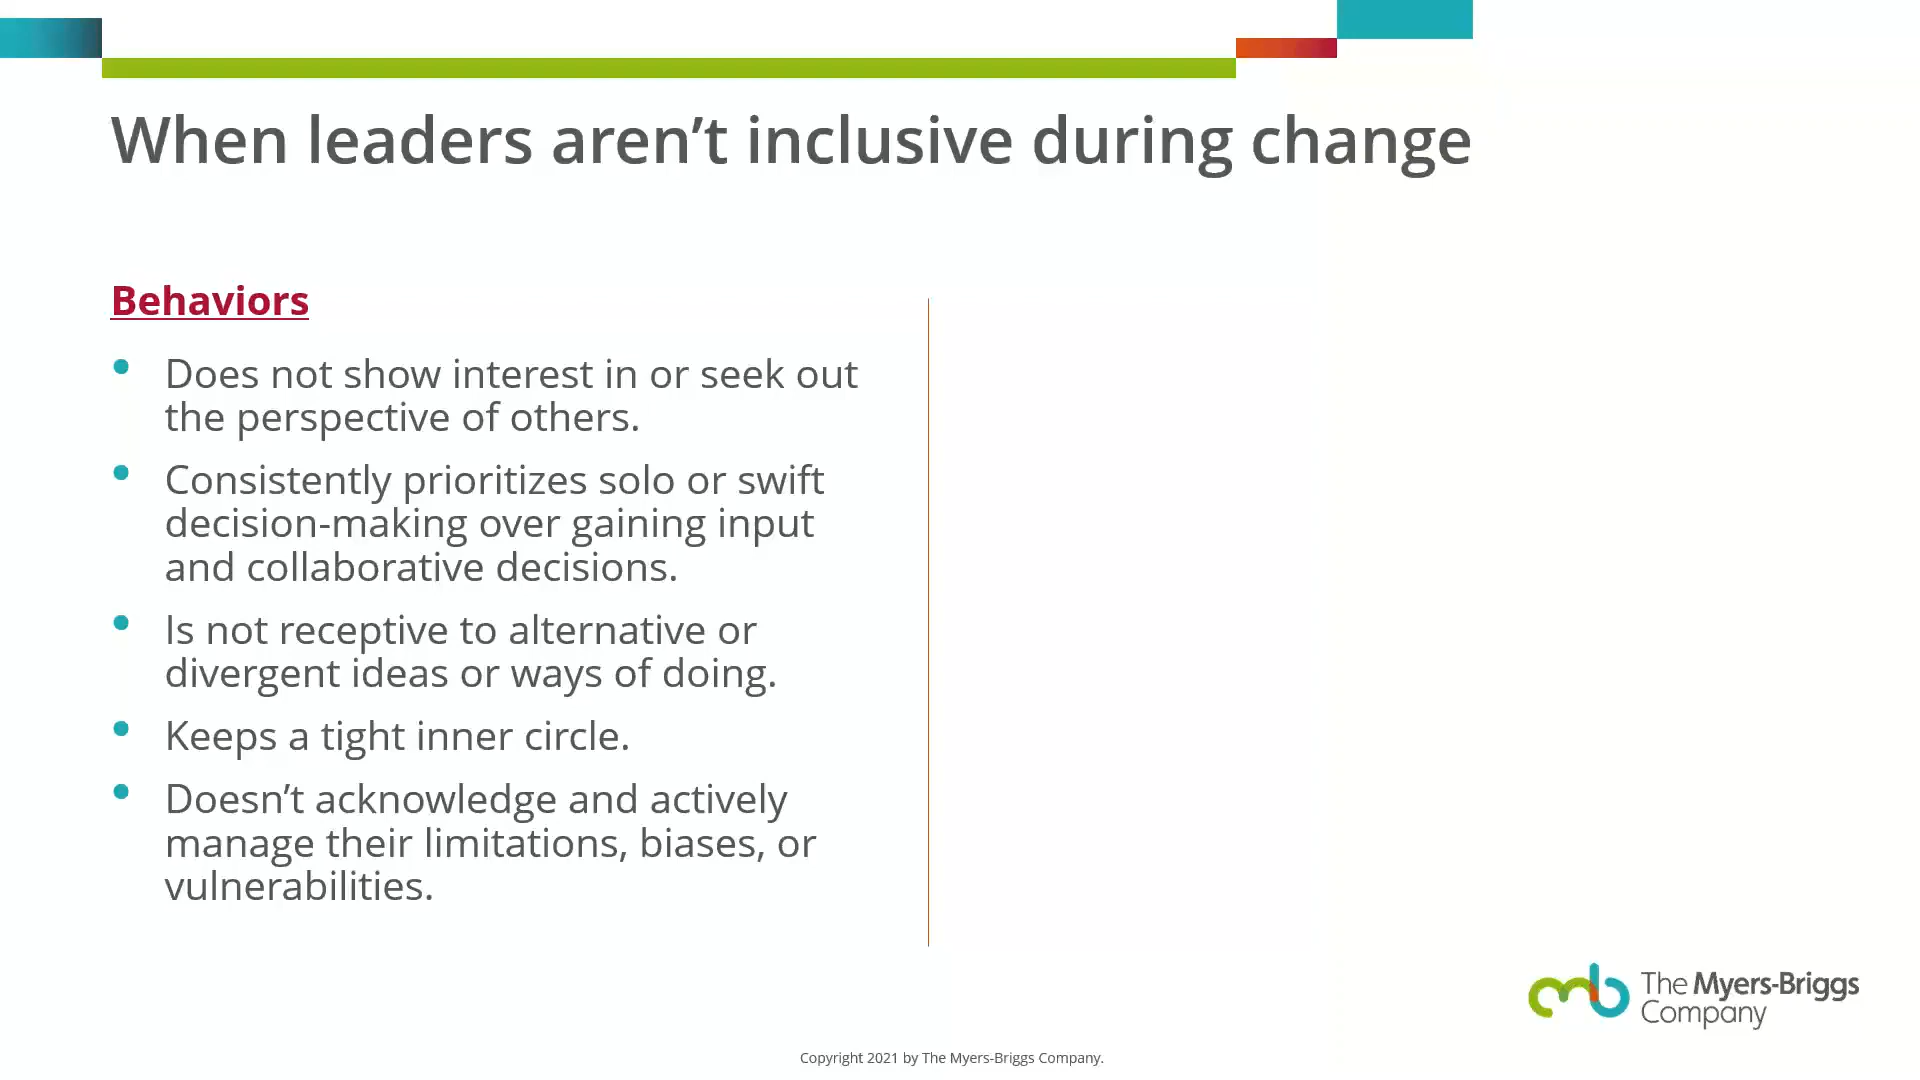 When leaders aren’t inclusive during change
Behaviors
• Does not show interest in or seek out
the perspective of others.
• Consistently prioritizes solo or swift
decision-making over gaining input
and collaborative decisions.
• Is not receptive to alternative or
divergent ideas or ways of doing.
• Keeps a tight inner circle.
• Doesn’t acknowledge and actively
manage their limitations, biases, or
vulnerabilities.
The Myers-Briggs
Company
Copyright 2021 by The Myers-Briggs Company.